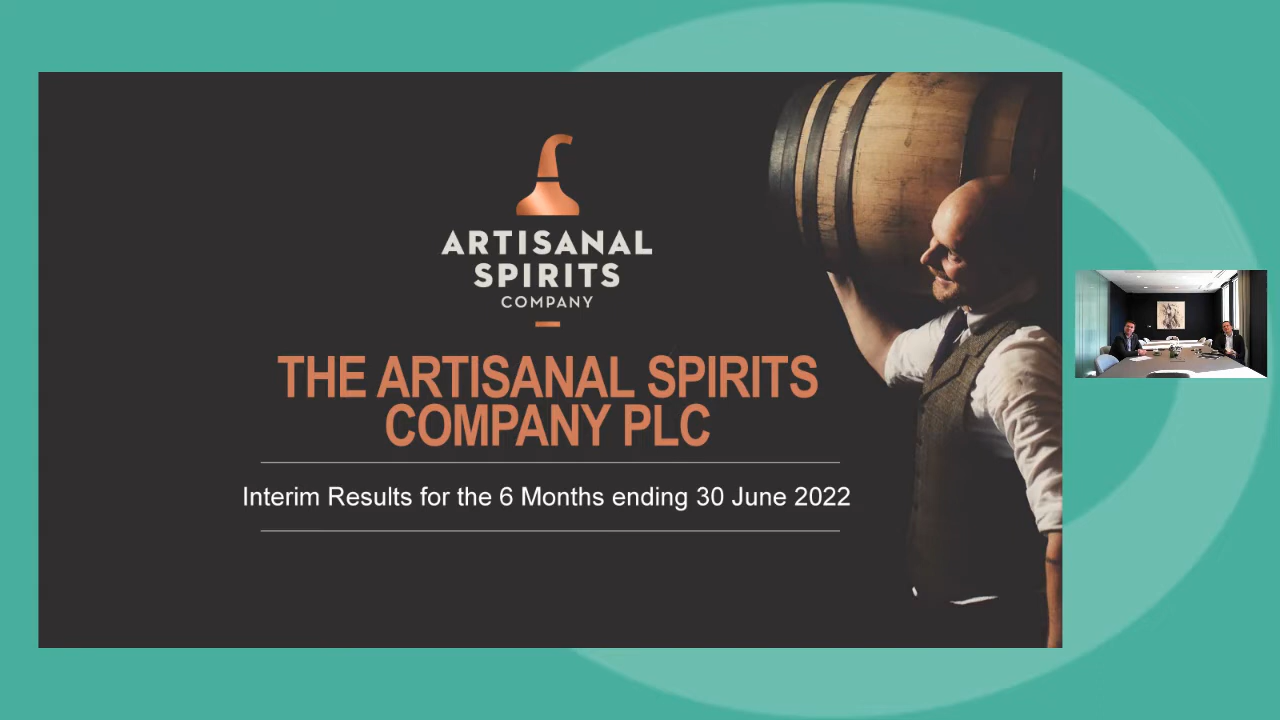 ARTISANAL
SPIRITS
COMPANY
THE ARTISANAL SPIRITS
COMPANY PLC
Interim Results for the 6 Months ending 30 June 2022